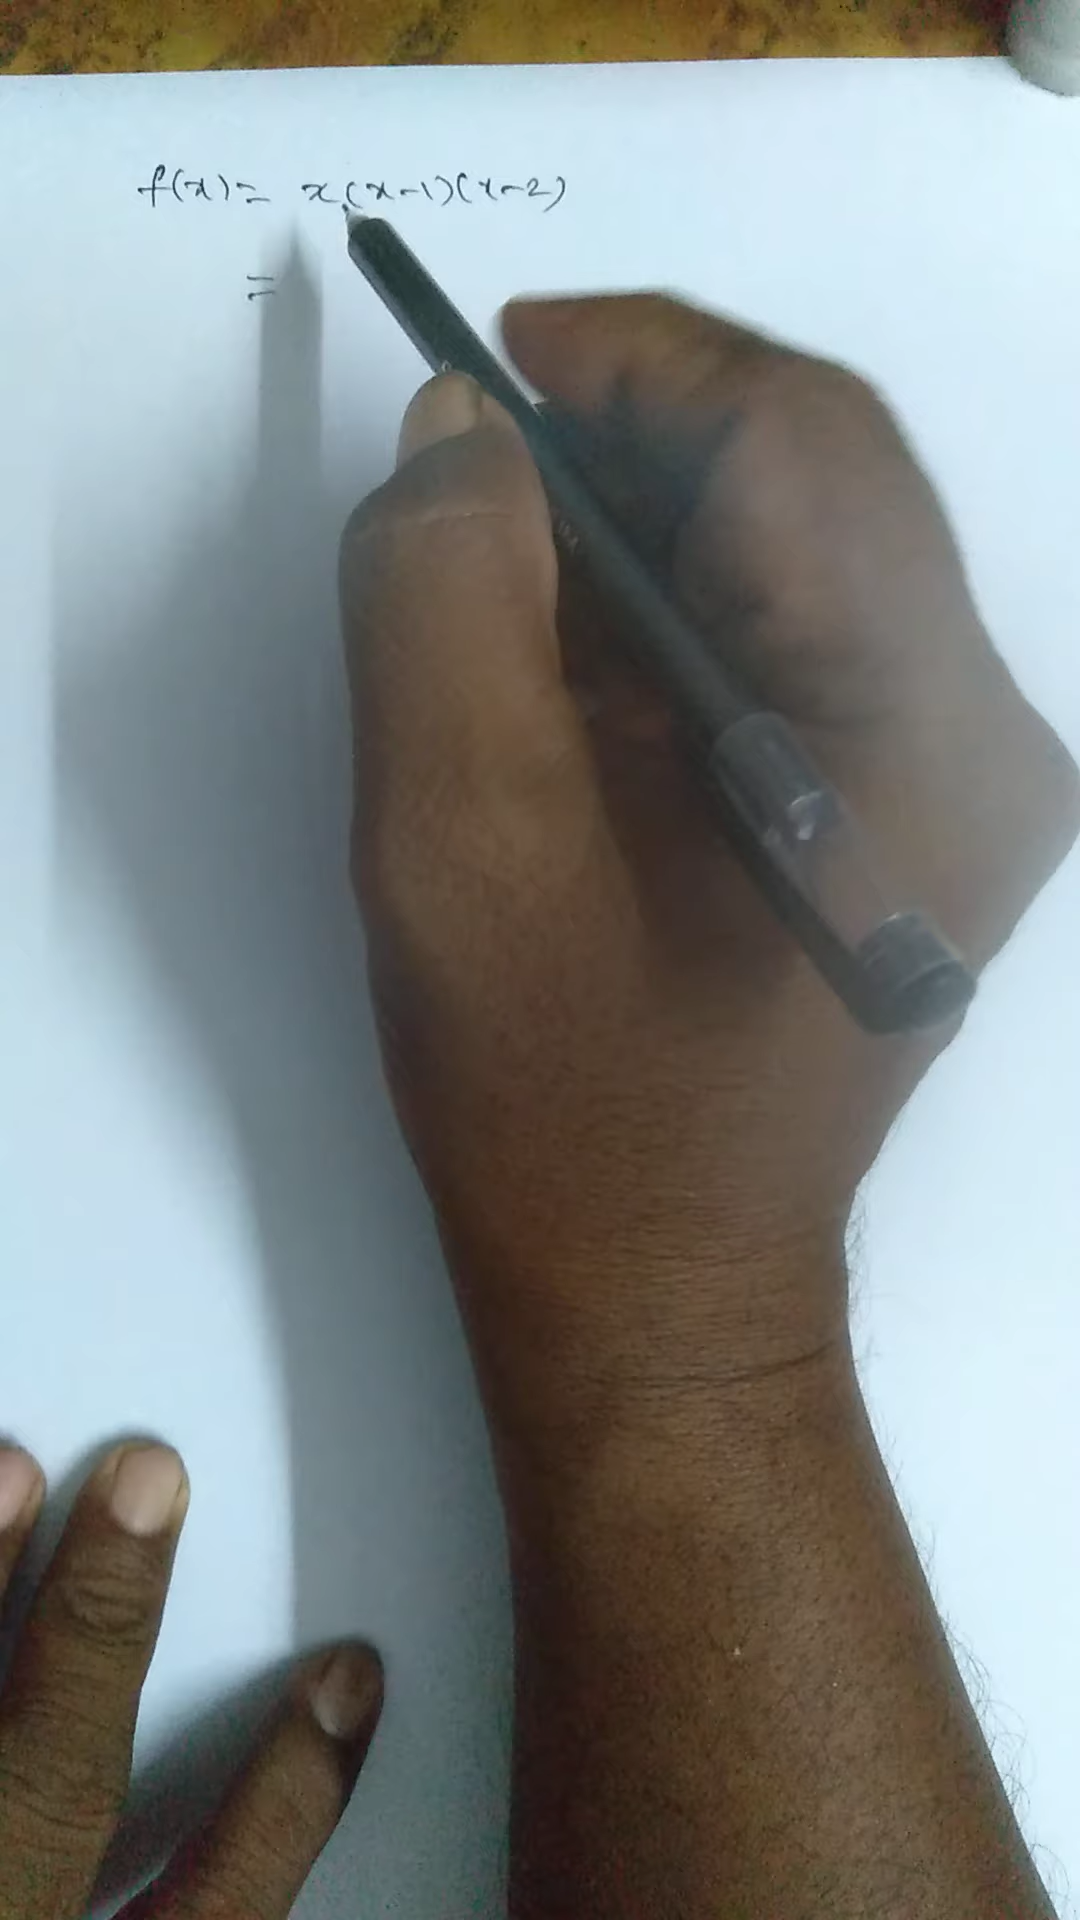 f(x)= x(x-1)(x-2)
=